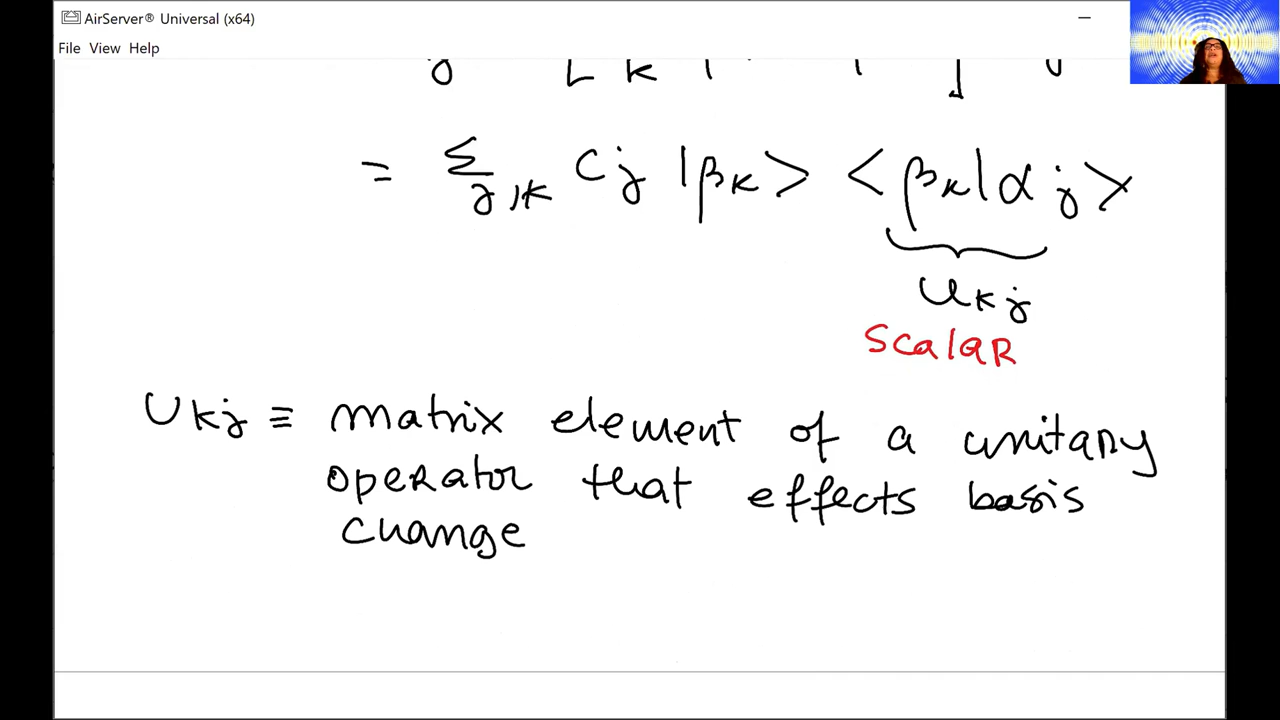 AirServer® Universal (x64)
File View Help
= Σ j,k Cj |βk> <βk|αj>
Ukj
SCalaR
Ukj ≡ matrix element of a unitary
operator that effects basis
change